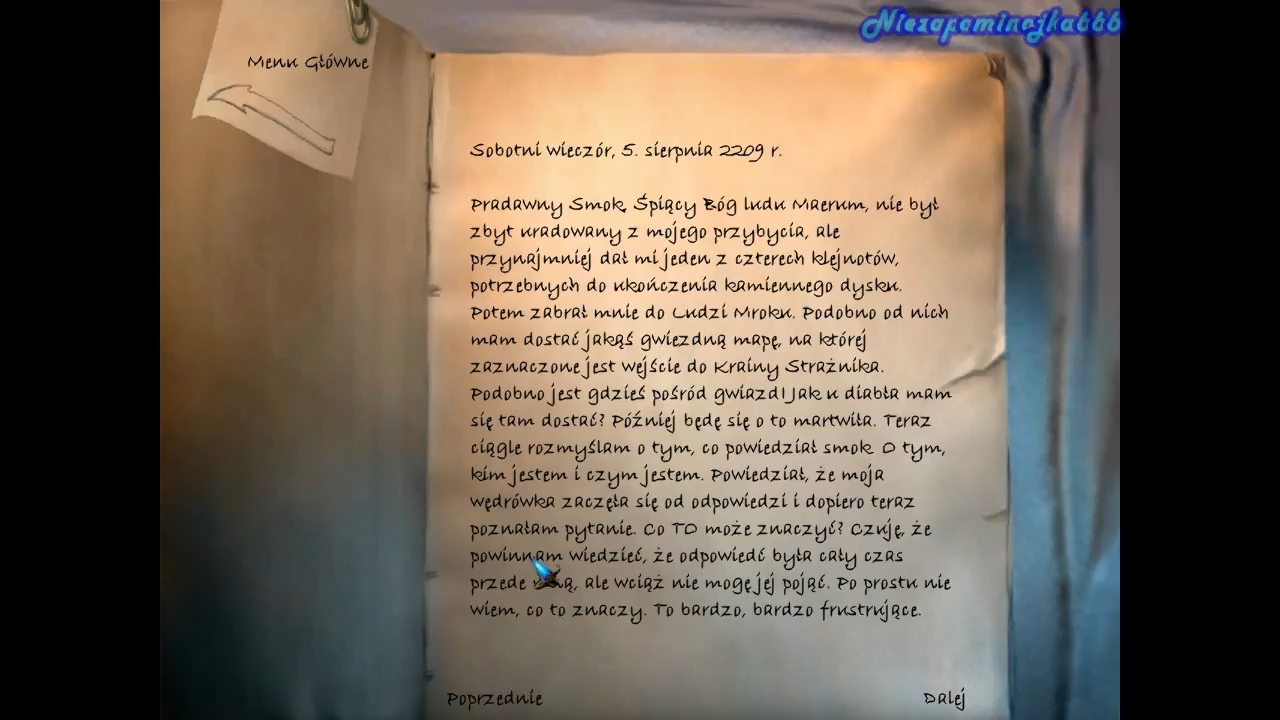 Niezapominajka666
Menu Główne
Sobotni wieczór, 5. sierpnia 2209 r.
Pradawny Smok, Śpiący Bóg ludu Maerum, nie był
zbyt uradowany z mojego przybycia, ale
przynajmniej dał mi jeden z czterech klejnotów,
potrzebnych do ukończenia kamiennego dysku.
Potem zabrał mnie do Ludzi Mroku. Podobno od nich
mam dostać jakąś gwiezdną mapę, na której
zaznaczone jest wejście do Krainy Strażnika.
Podobno jest gdzieś pośród gwiazd! Jak u diabła mam
się tam dostać? Później będę się o to martwiła. Teraz
ciągle rozmyślam o tym, co powiedział smok. O tym,
kim jestem i czym jestem. Powiedział, że moja
wędrówka zaczęła się od odpowiedzi i dopiero teraz
poznałam pytanie. Co TO może znaczyć? Czuję, że
powinnam wiedzieć, że odpowiedź była cały czas
przede mną, ale wciąż nie mogę jej pojąć. Po prostu nie
wiem, co to znaczy. To bardzo, bardzo frustrujące.
Poprzednie
Dalej